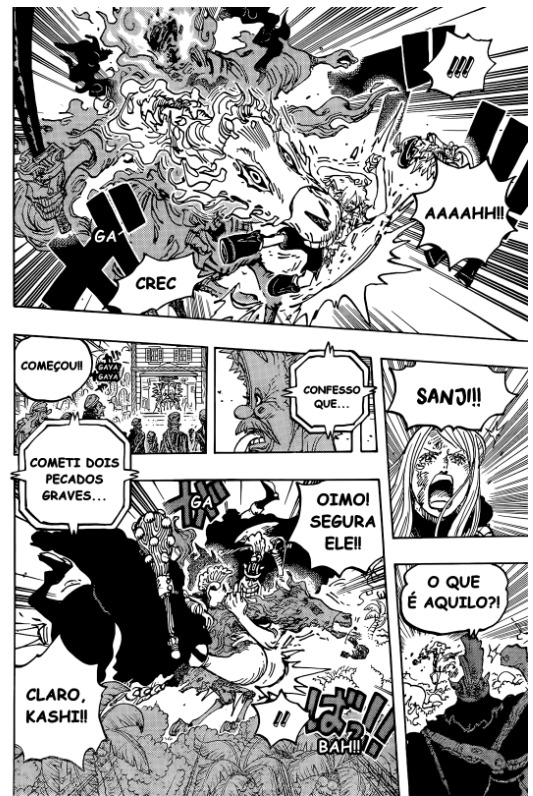 !!!
AAAAHH!!
GA
CREC
SANJI!!
CONFESSO
QUE...
GAYA
GAYA
COMEÇOU!!
COMETI DOIS
PECADOS
GRAVES...
O QUE
É AQUILO?!
GA
OIMO!
SEGURA
ELE!!
CLARO,
KASHI!!
!!
ばっ!!
BAH!!